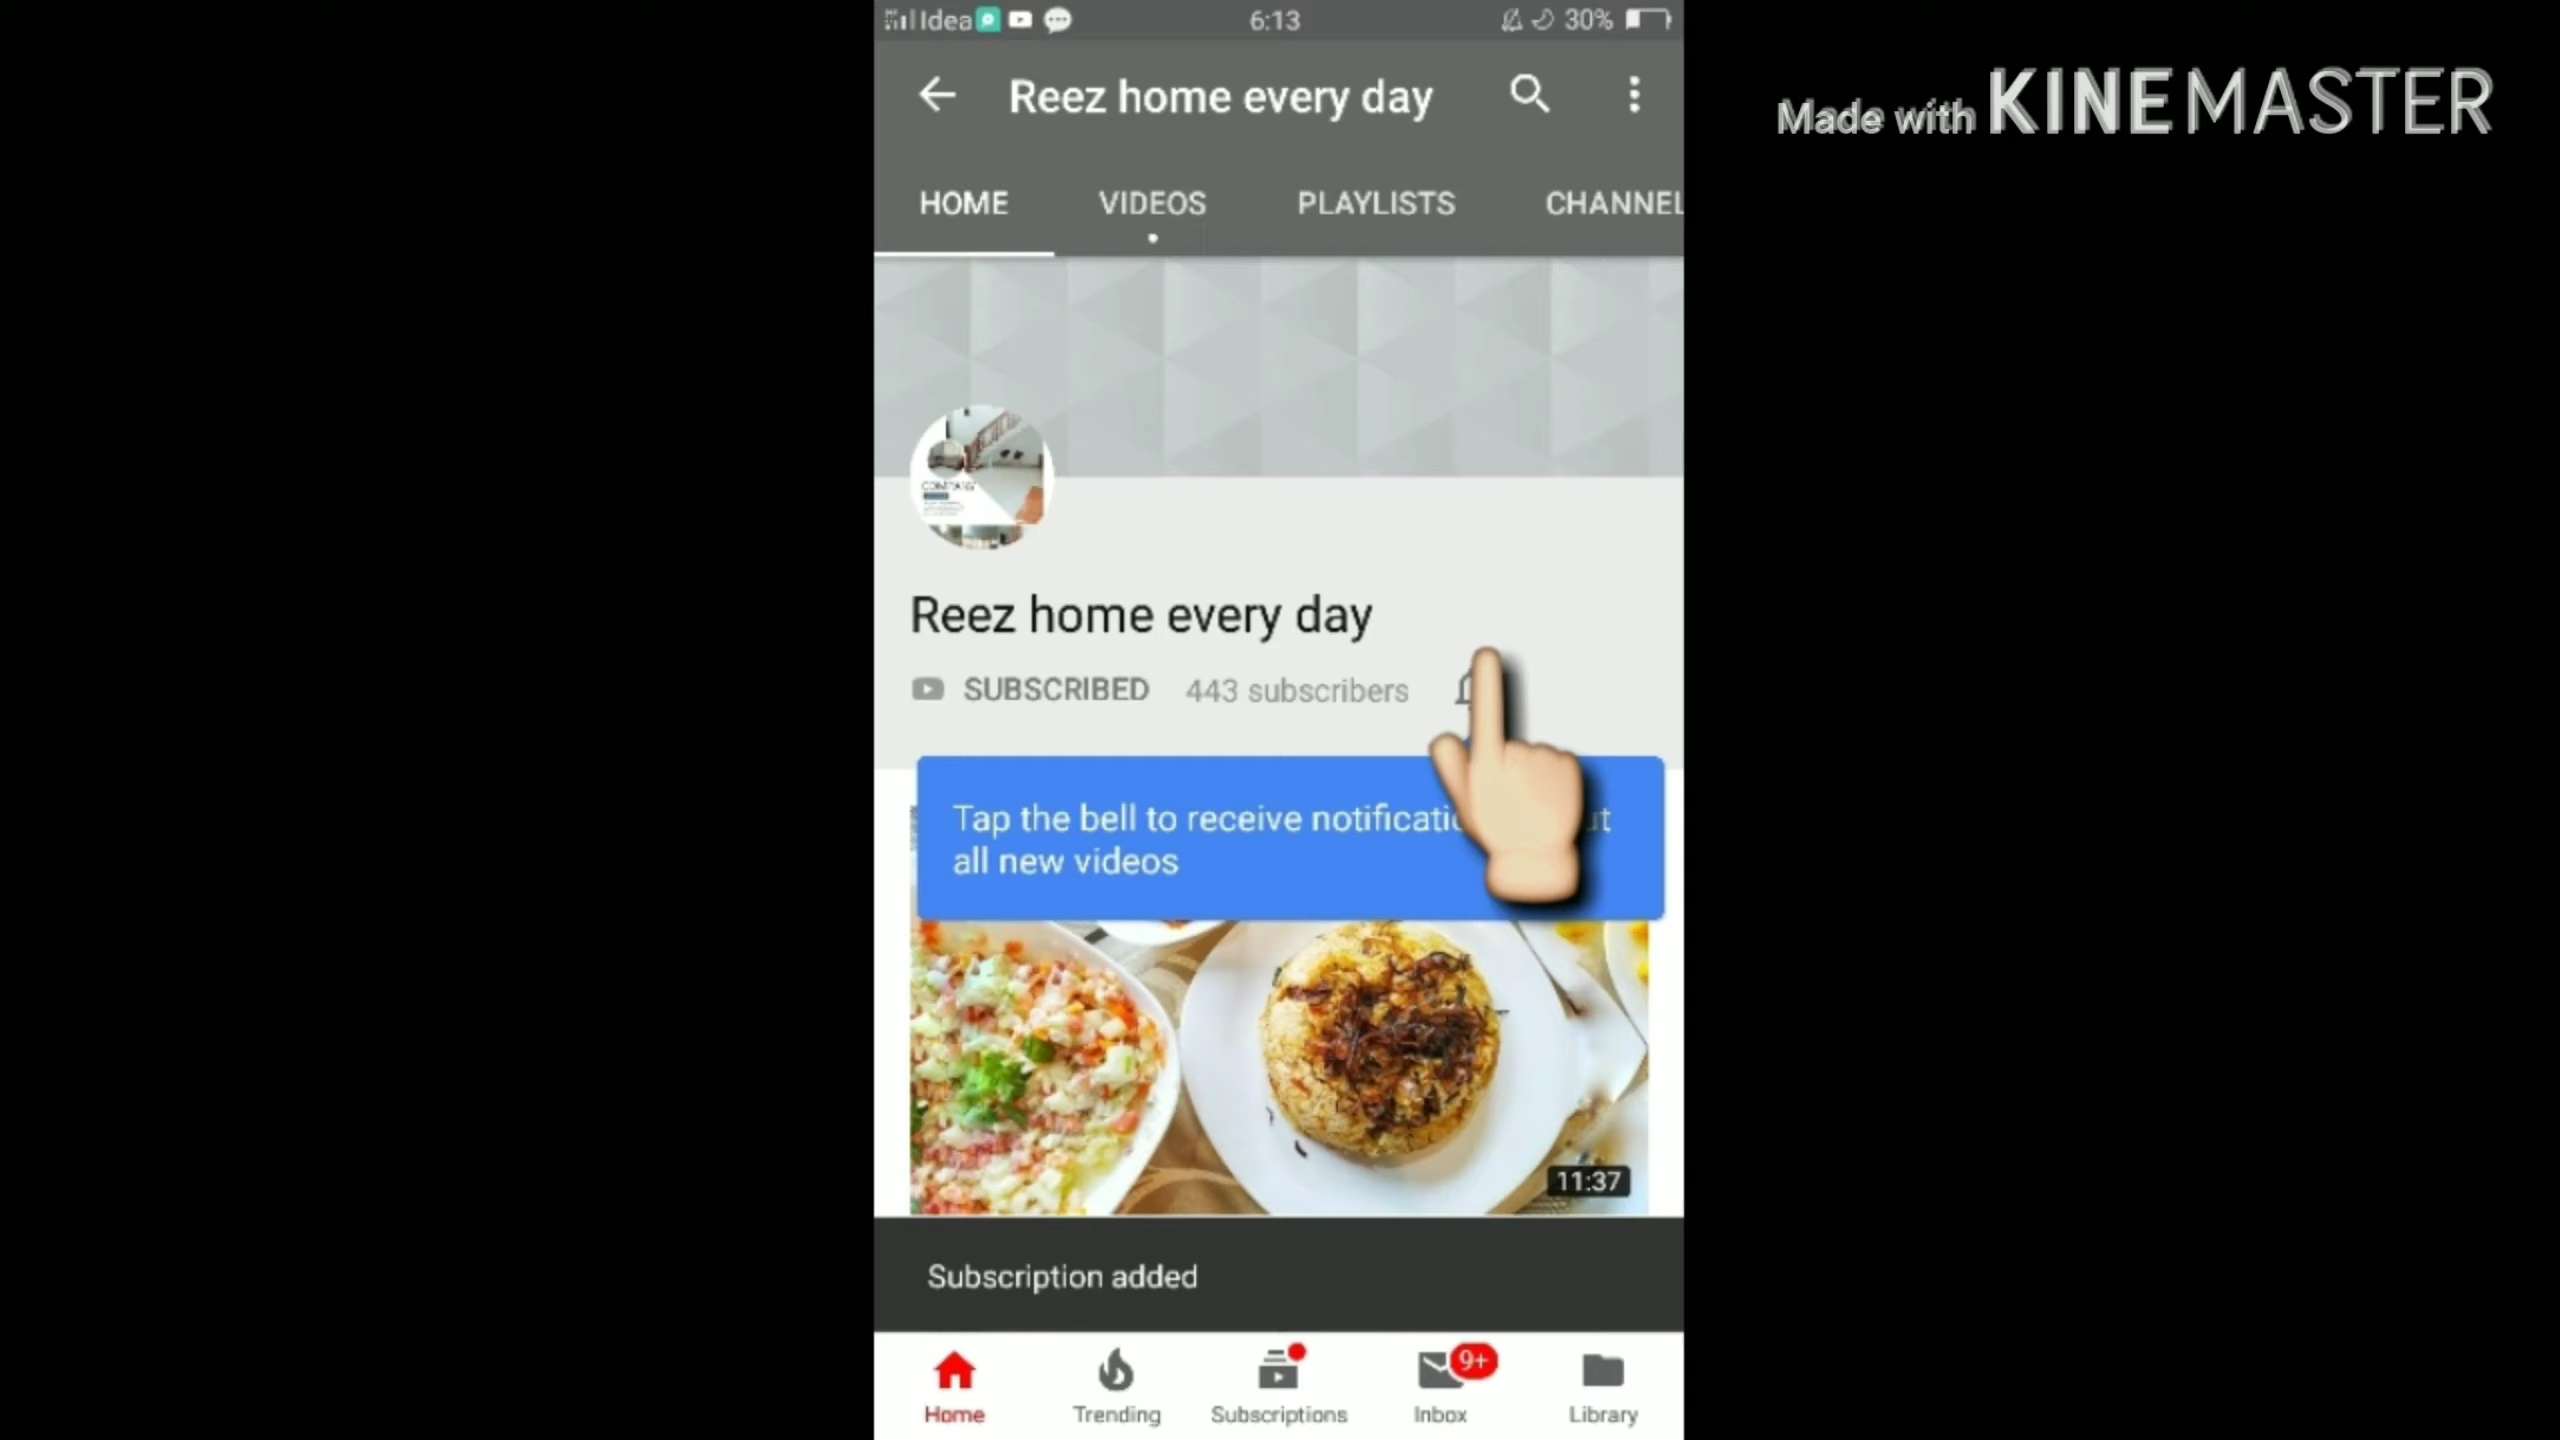 Idea
6:13
30%
Made with KINEMASTER
Reez home every day
HOME VIDEOS PLAYLISTS CHANNEL
COMPANY
Reez home every day
SUBSCRIBED 443 subscribers
Tap the bell to receive
all new videos
11:37
Subscription added
9+
Home Trending Subscriptions Inbox Library